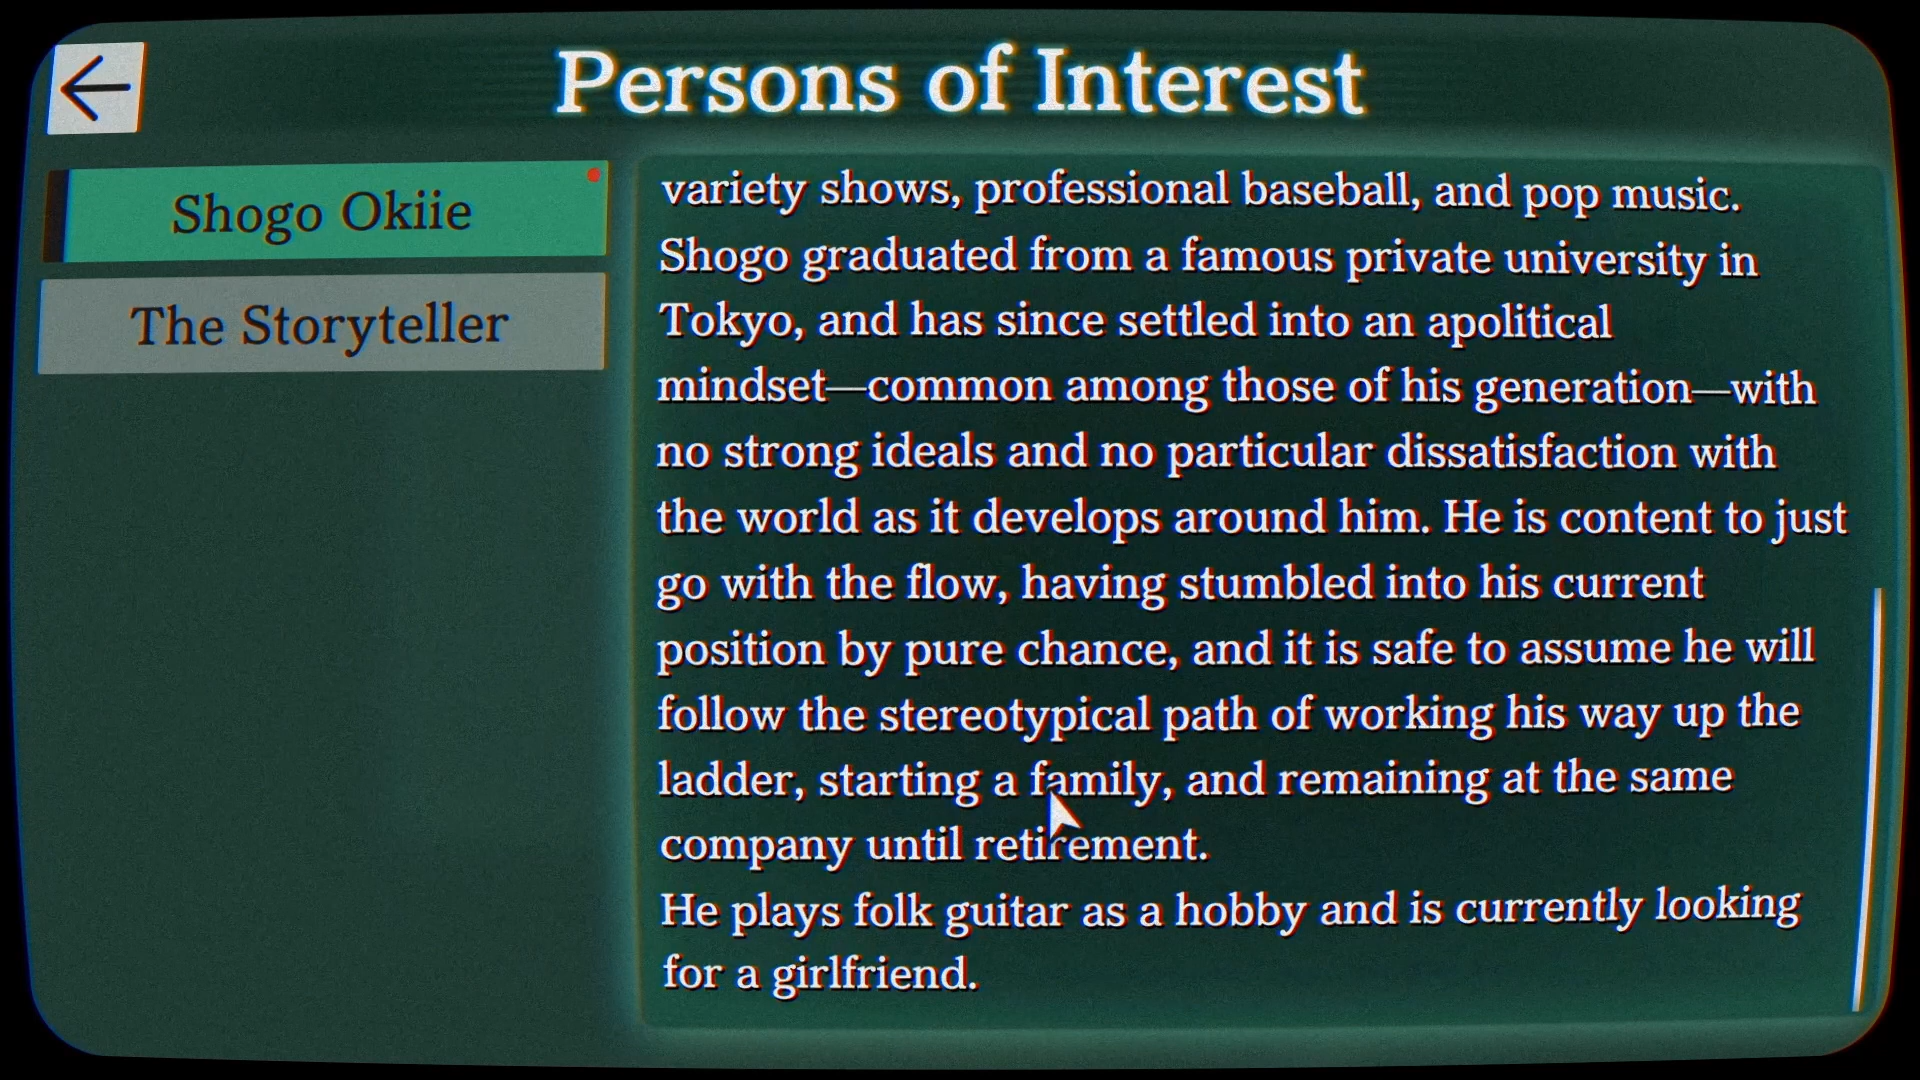 Persons of Interest
Shogo Okiie
The Storyteller
variety shows, professional baseball, and pop music.
Shogo graduated from a famous private university in
Tokyo, and has since settled into an apolitical
mindset—common among those of his generation—with
no strong ideals and no particular dissatisfaction with
the world as it develops around him. He is content to just
go with the flow, having stumbled into his current
position by pure chance, and it is safe to assume he will
follow the stereotypical path of working his way up the
ladder, starting a family, and remaining at the same
company until retirement.
He plays folk guitar as a hobby and is currently looking
for a girlfriend.